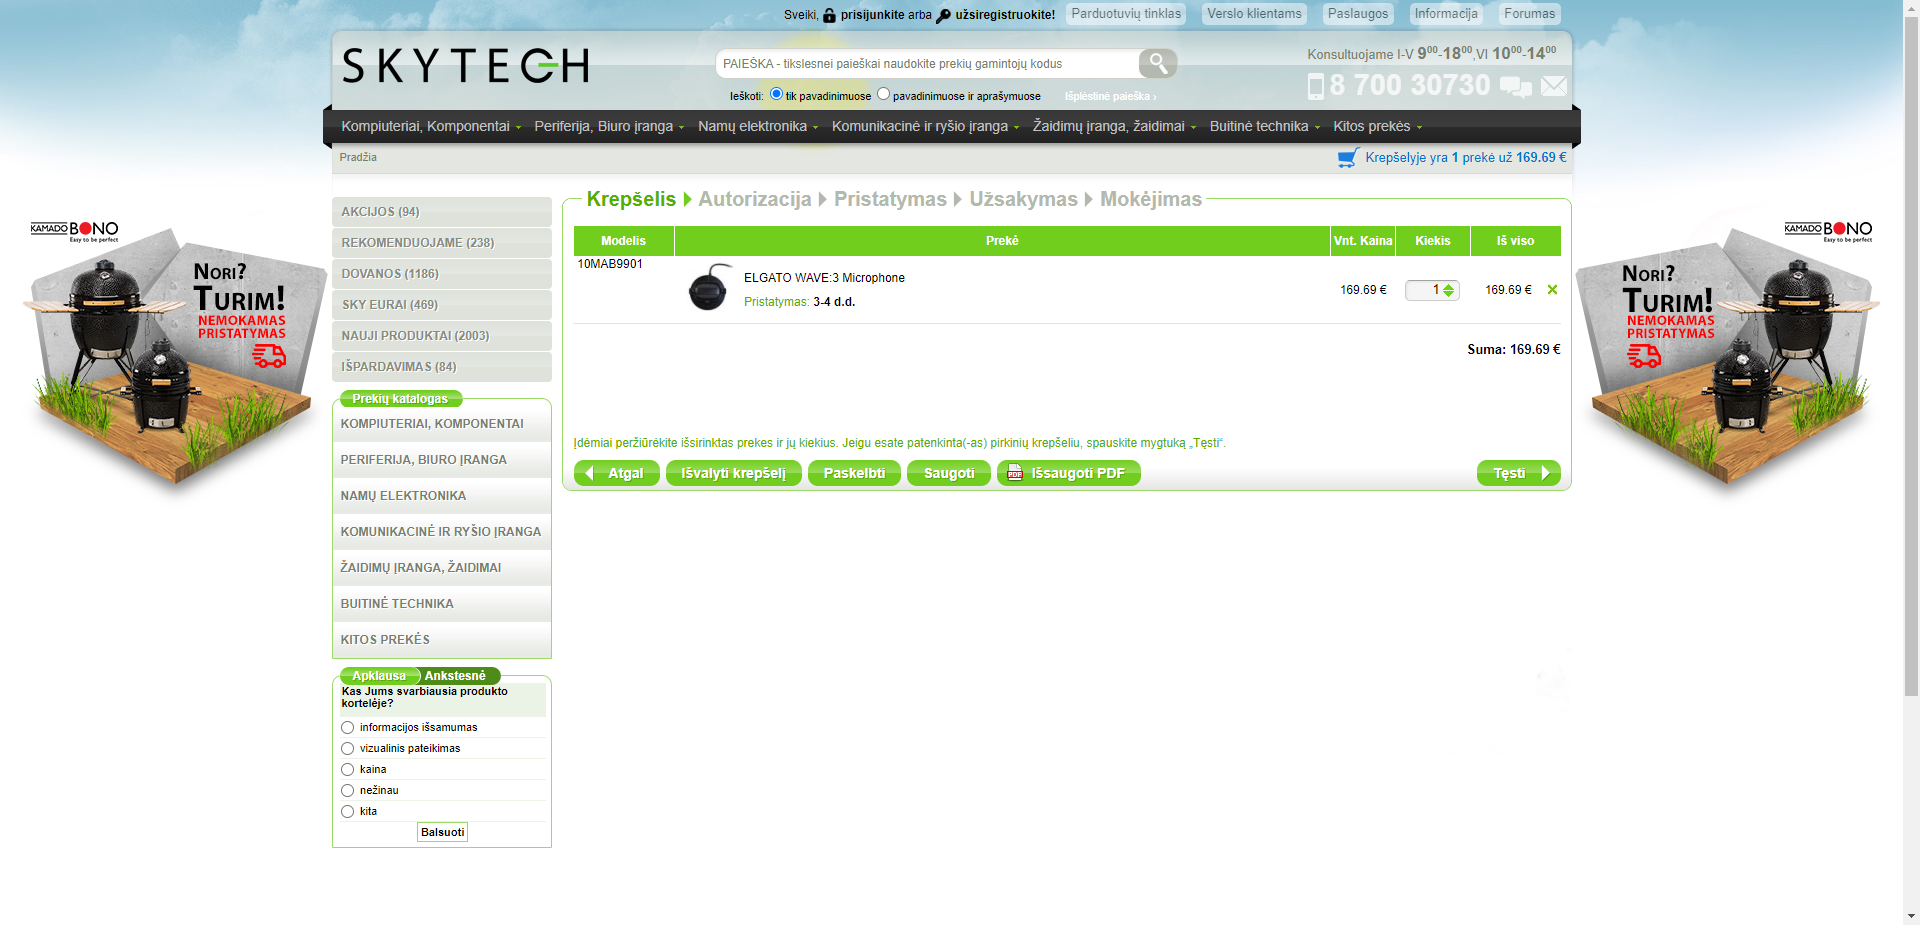 Sveiki, prisijunkite arba užsiregistruokite!
Parduotuvių tinklas
Verslo klientams
Paslaugos
Informacija
Forumas
SKYTECH
PAIEŠKA - tikslesnei paieškai naudokite prekių gamintojų kodus
Ieškoti: tik pavadinimuose pavadinimuose ir aprašymuose
Išplėstinė paieška ›
Konsultuojame I-V 9⁰⁰-18⁰⁰,VI 10⁰⁰-14⁰⁰
8 700 30730
Kompiuteriai, Komponentai
Periferija, Biuro įranga
Namų elektronika
Komunikacinė ir ryšio įranga
Žaidimų įranga, žaidimai
Buitinė technika
Kitos prekės
Pradžia
Krepšelyje yra 1 prekė už 169.69 €
KAMADO BONO
Easy to be perfect
NORI?
TURIM!
NEMOKAMAS
PRISTATYMAS
AKCIJOS (94)
REKOMENDUOJAME (238)
DOVANOS (1186)
SKY EURAI (469)
NAUJI PRODUKTAI (2003)
IŠPARDAVIMAS (84)
Prekių katalogas
KOMPIUTERIAI, KOMPONENTAI
PERIFERIJA, BIURO ĮRANGA
NAMŲ ELEKTRONIKA
KOMUNIKACINĖ IR RYŠIO ĮRANGA
ŽAIDIMŲ ĮRANGA, ŽAIDIMAI
BUITINĖ TECHNIKA
KITOS PREKĖS
Apklausa
Ankstesnė
Kas Jums svarbiausia produkto
kortelėje?
informacijos išsamumas
vizualinis pateikimas
kaina
nežinau
kita
Balsuoti
Krepšelis Autorizacija Pristatymas Užsakymas Mokėjimas
Modelis Prekė Vnt. Kaina Kiekis Iš viso
10MAB9901
ELGATO WAVE:3 Microphone
Pristatymas: 3-4 d.d.
169.69 €
1
169.69 €
Suma: 169.69 €
Įdėmiai peržiūrėkite išsirinktas prekes ir jų kiekius. Jeigu esate patenkinta(-as) pirkinių krepšeliu, spauskite mygtuką „Tęsti“.
Atgal
Išvalyti krepšelį
Paskelbti
Saugoti
PDF
Išsaugoti PDF
Tęsti
KAMADO BONO
Easy to be perfect
NORI?
TURIM!
NEMOKAMAS
PRISTATYMAS